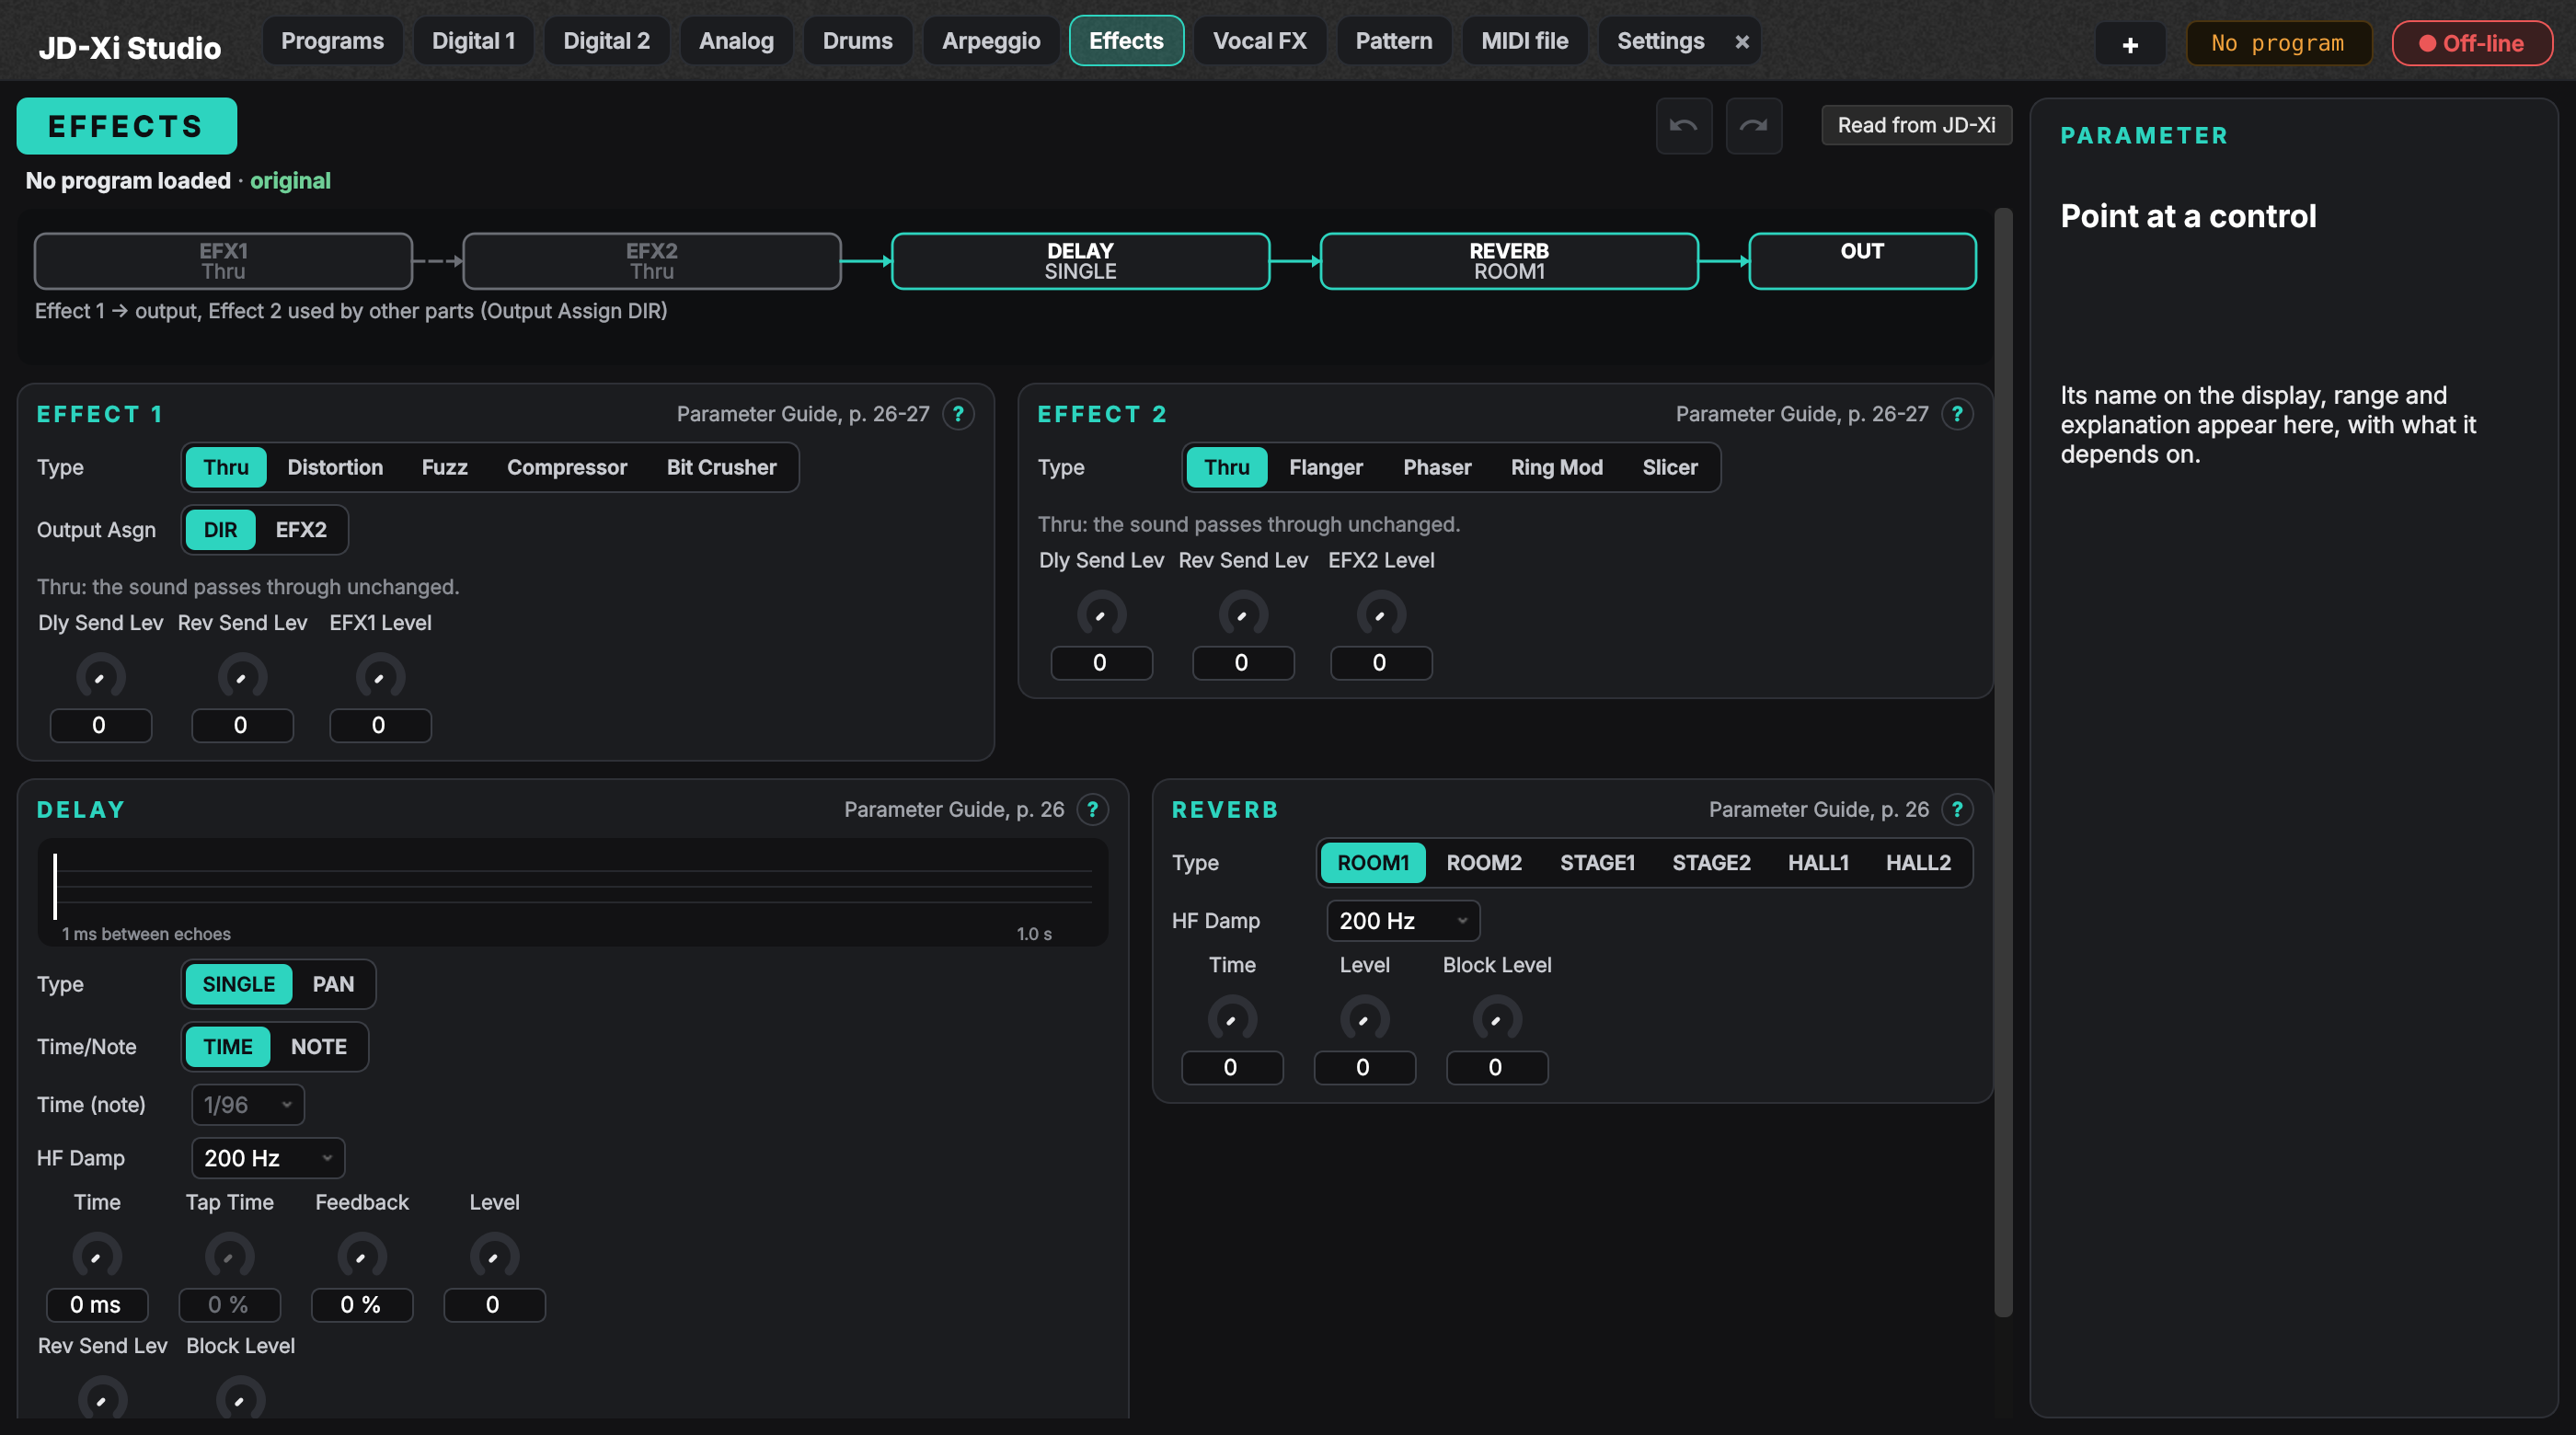 JD-Xi Studio
Programs Digital 1 Digital 2 Analog Drums Arpeggio Effects Vocal FX Pattern MIDI file Settings × + No program Off-line
EFFECTS
Read from JD-Xi
No program loaded · original
EFX1
Thru
EFX2
Thru
DELAY
SINGLE
REVERB
ROOM1
OUT
Effect 1 → output, Effect 2 used by other parts (Output Assign DIR)
EFFECT 1 Parameter Guide, p. 26-27 ?
Type Thru Distortion Fuzz Compressor Bit Crusher
Output Asgn DIR EFX2
Thru: the sound passes through unchanged.
Dly Send Lev Rev Send Lev EFX1 Level
0 0 0
EFFECT 2 Parameter Guide, p. 26-27 ?
Type Thru Flanger Phaser Ring Mod Slicer
Thru: the sound passes through unchanged.
Dly Send Lev Rev Send Lev EFX2 Level
0 0 0
DELAY Parameter Guide, p. 26 ?
1 ms between echoes 1.0 s
Type SINGLE PAN
Time/Note TIME NOTE
Time (note) 1/96
HF Damp 200 Hz
Time Tap Time Feedback Level
0 ms 0 % 0 % 0
Rev Send Lev Block Level
REVERB Parameter Guide, p. 26 ?
Type ROOM1 ROOM2 STAGE1 STAGE2 HALL1 HALL2
HF Damp 200 Hz
Time Level Block Level
0 0 0
PARAMETER
Point at a control
Its name on the display, range and
explanation appear here, with what it
depends on.